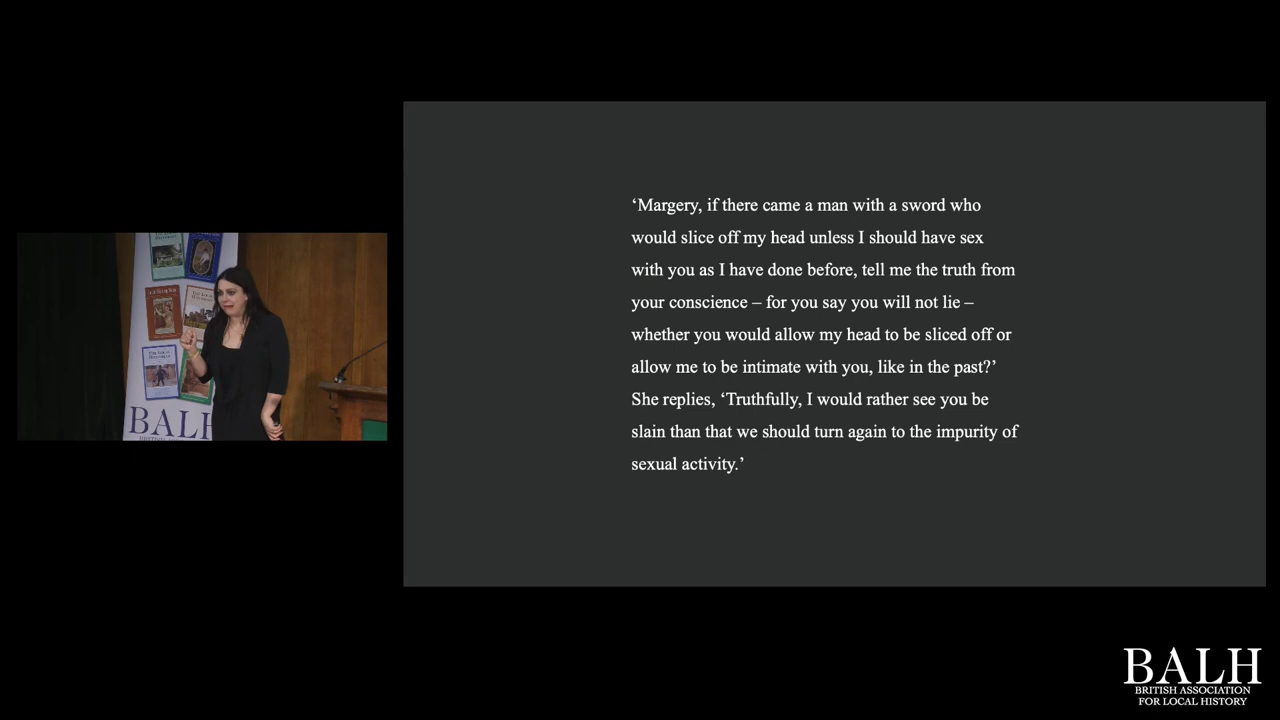 ‘Margery, if there came a man with a sword who
would slice off my head unless I should have sex
with you as I have done before, tell me the truth from
your conscience – for you say you will not lie –
whether you would allow my head to be sliced off or
allow me to be intimate with you, like in the past?’
She replies, ‘Truthfully, I would rather see you be
slain than that we should turn again to the impurity of
sexual activity.’
BALH
BALH
BRITISH ASSOCIATION
FOR LOCAL HISTORY